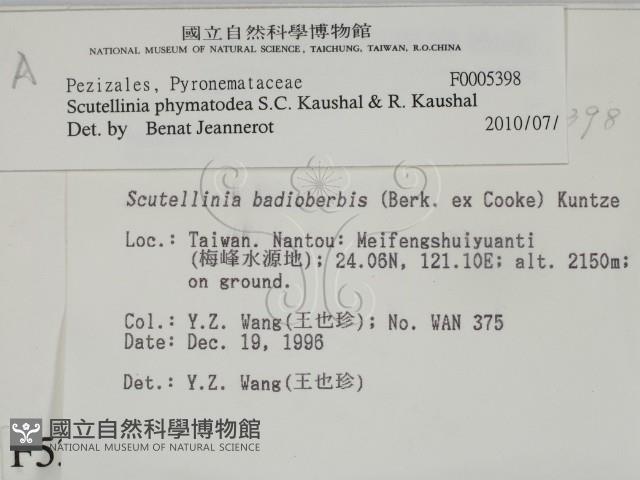 國立自然科學博物館
NATIONAL MUSEUM OF NATURAL SCIENCE, TAICHUNG, TAIWAN, R.O.CHINA
A
Pezizales, Pyronemataceae F0005398
Scutellinia phymatodea S.C. Kaushal & R. Kaushal
Det. by Benat Jeannerot 2010/07/
398
Scutellinia badioberbis (Berk. ex Cooke) Kuntze
Loc.: Taiwan. Nantou: Meifengshuiyuanti
(梅峰水源地); 24.06N, 121.10E; alt. 2150m;
on ground.
Col.: Y.Z. Wang(王也珍); No. WAN 375
Date: Dec. 19, 1996
Det.: Y.Z. Wang(王也珍)
國立自然科學博物館
NATIONAL MUSEUM OF NATURAL SCIENCE